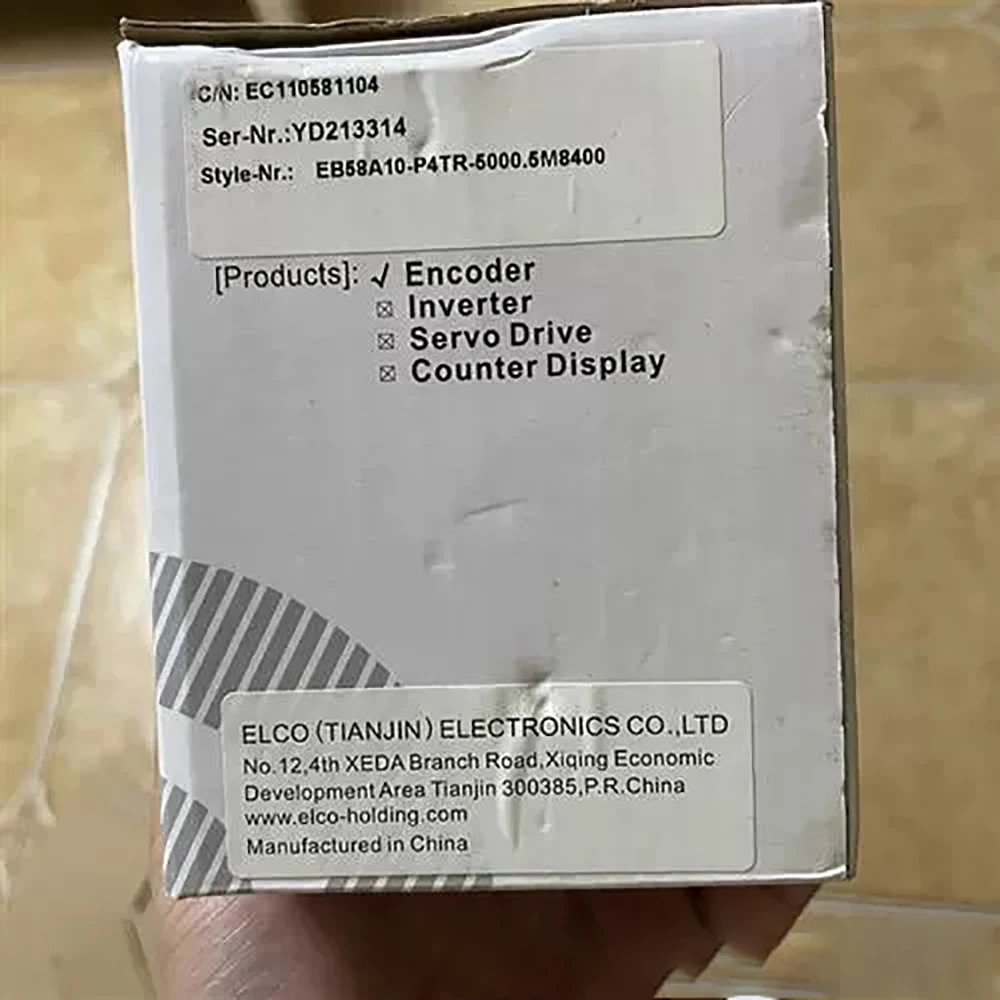 C/N: EC110581104
Ser-Nr.:YD213314
Style-Nr.: EB58A10-P4TR-5000.5M8400
[Products]: √ Encoder
☒ Inverter
☒ Servo Drive
☒ Counter Display
ELCO (TIANJIN) ELECTRONICS CO.,LTD
No.12,4th XEDA Branch Road,Xiqing Economic
Development Area Tianjin 300385,P.R.China
www.elco-holding.com
Manufactured in China